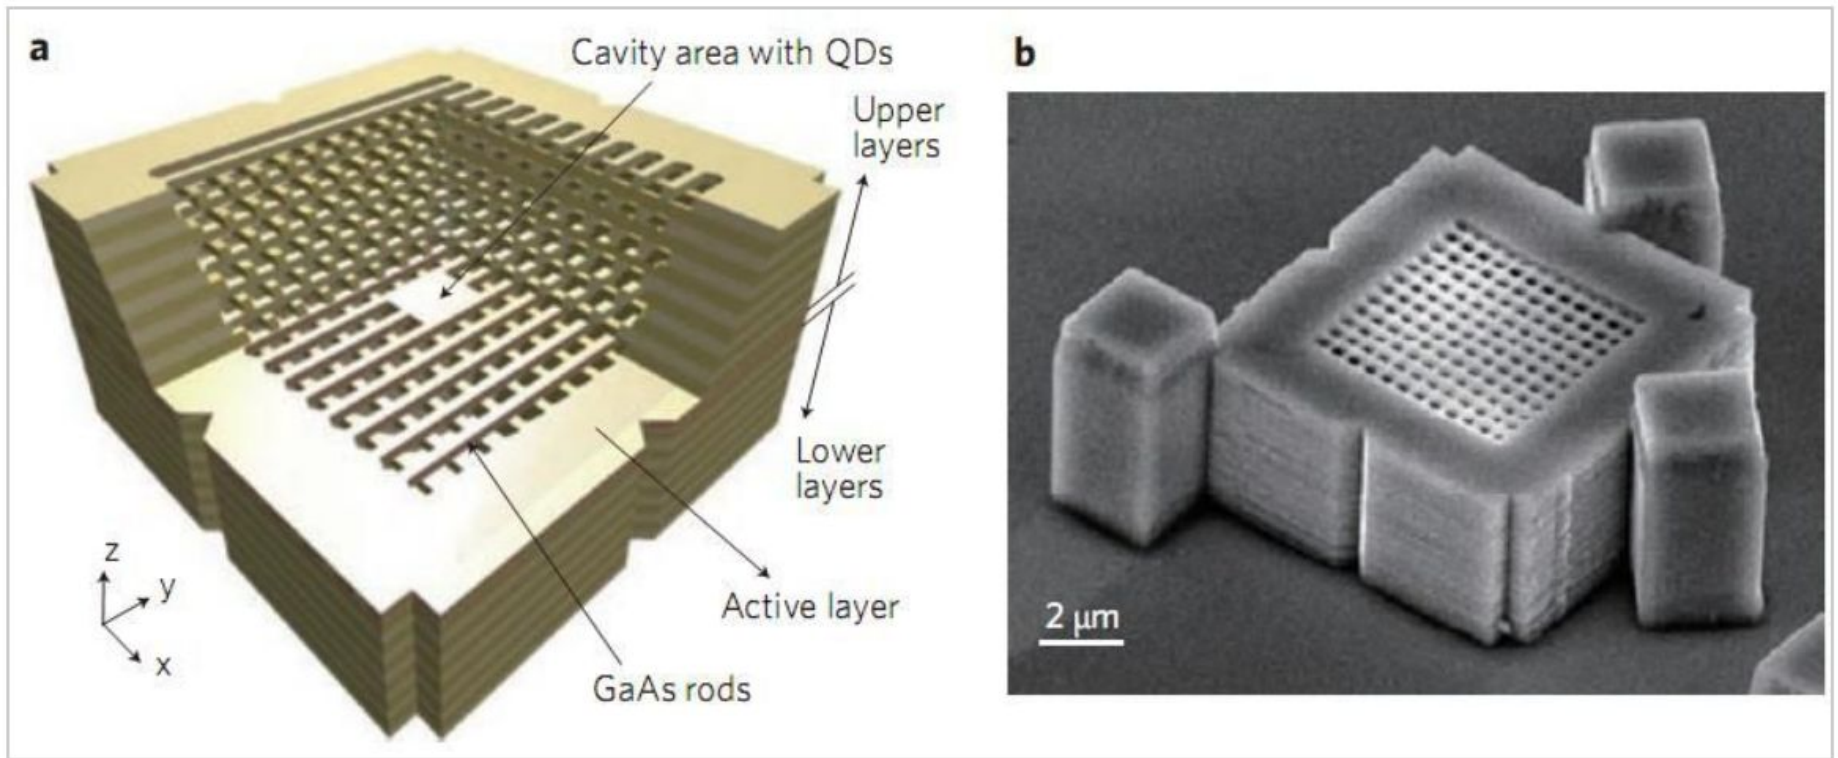 a
Cavity area with QDs
Upper
layers
Lower
layers
Active layer
GaAs rods
z
y
x
b
2 μm